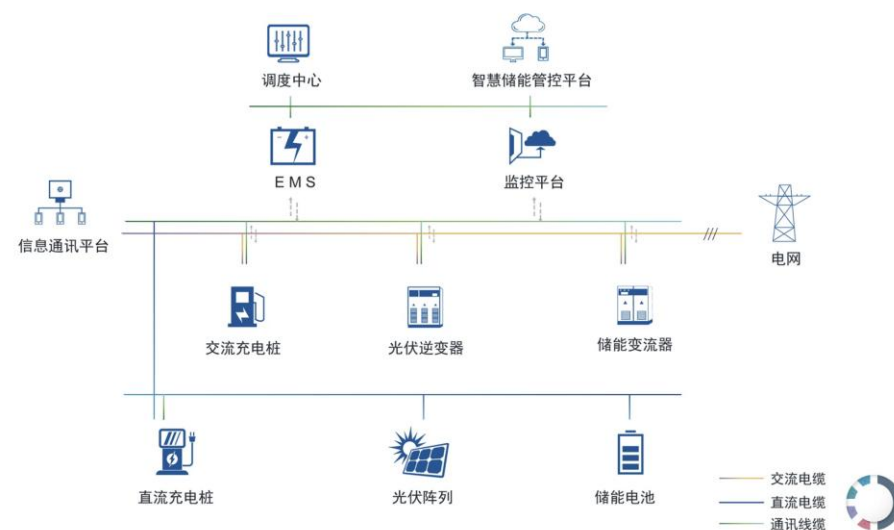 调度中心
智慧储能管控平台
EMS
监控平台
信息通讯平台
电网
交流充电桩
光伏逆变器
储能变流器
直流充电桩
光伏阵列
储能电池
交流电缆
直流电缆
通讯线缆